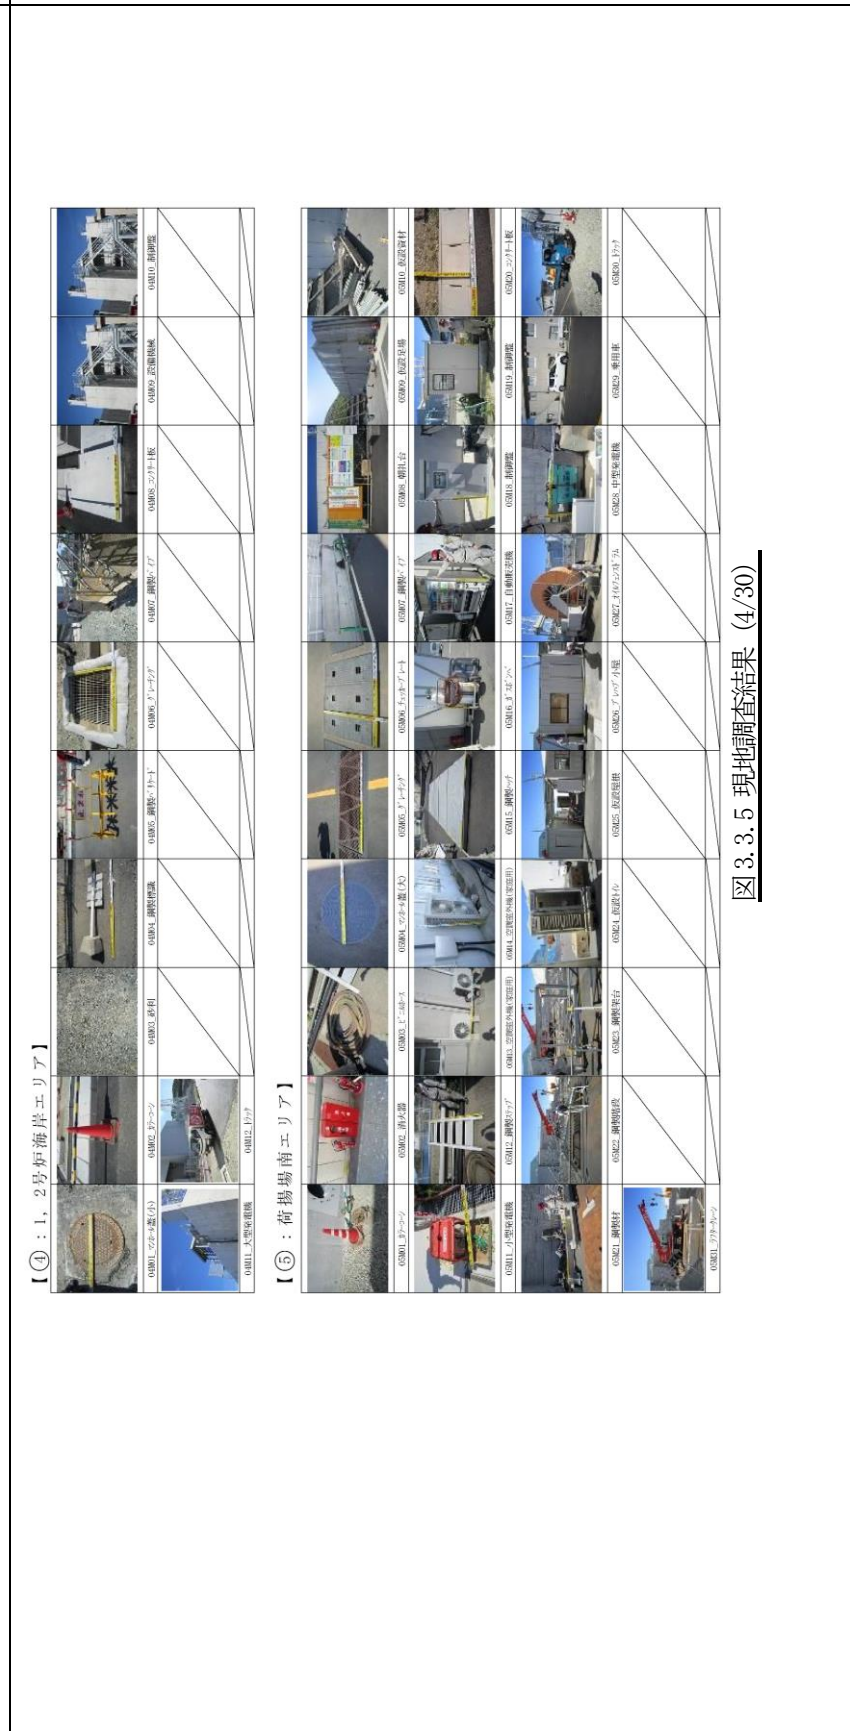 【④：1，2号炉海岸エリア】
04M01_マンホール蓋(小)
04M02_カラーコーン
04M03_砂利
04M04_鋼製標識
04M05_鋼製バリケード
04M06_グレーチング
04M07_鋼製パイプ
04M08_コンクリート板
04M09_設備機械
04M10_制御盤
04M11_大型発電機
04M12_トラック
【⑤：荷揚場南エリア】
05M01_カラーコーン
05M02_消火器
05M03_ビニルホース
05M04_マンホール蓋(大)
05M05_グレーチング
05M06_チェッカープレート
05M07_鋼製パイプ
05M08_朝礼台
05M09_仮設足場
05M10_仮設資材
05M11_小型発電機
05M12_鋼製ステップ
05M13_空調室外機(家庭用)
05M14_空調室外機(家庭用)
05M15_鋼製ハッチ
05M16_ガスボンベ
05M17_自動販売機
05M18_制御盤
05M19_制御盤
05M20_コンクリート板
05M21_鋼製材
05M22_鋼製階段
05M23_鋼製架台
05M24_仮設トイレ
05M25_仮設屋根
05M26_プレハブ小屋
05M27_オイルフェンスドラム
05M28_中型発電機
05M29_乗用車
05M30_トラック
05M31_ラフタークレーン
図3.3.5 現地調査結果 (4/30)